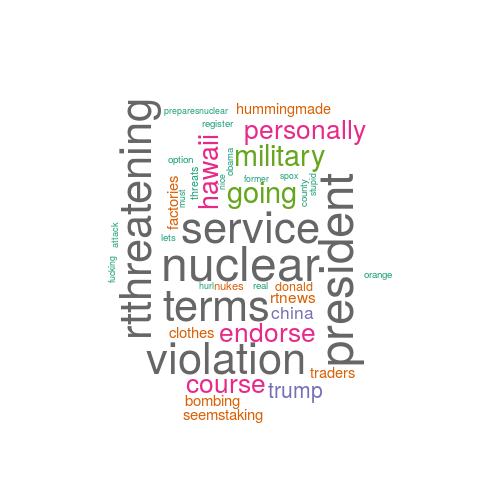 preparesnuclear
hummingmade
register
personally
rtthreatening
hawaii
military
option
obama
threats
nice
former
spox
county
stupid
going
factories
must
president
service
attack
lets
nuclear
fucking
orange
hurl
nukes
real
donald
terms
rtnews
china
clothes
endorse
violation
traders
course
trump
bombing
seemstaking